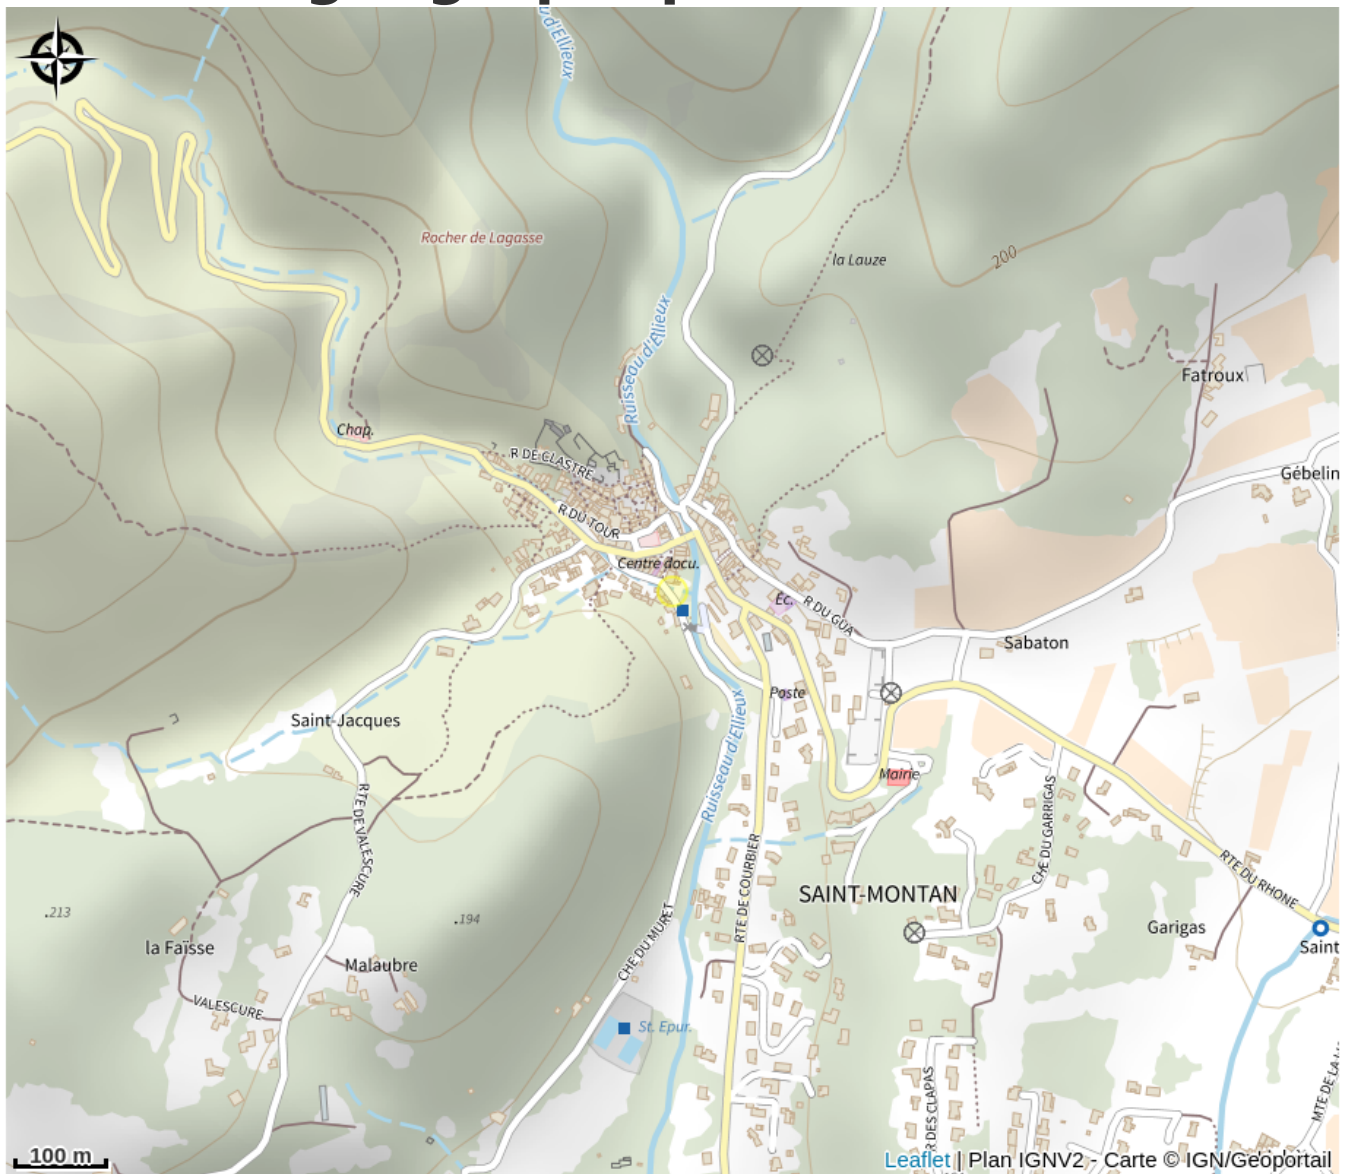 u d'Ellieux
Rocher de Lagasse
la Lauze
200
Ruisseau d'Ellieux
Fatroux
Chap.
R DE CLASTRE
Gébelin
R DU TOUR
Centre docu.
Éc.
R DU GUA
Sabaton
Poste
Saint-Jacques
Ruisseau d'Ellieux
Mairie
RTE DE VALESCURE
CHE DU GARRIGAS
RTE DE COURBIER
RTE DU RHONE
SAINT-MONTAN
.213
.194
CHE DU MURET
Garigas
la Faïsse
Saint
Malaubre
VALESCURE
St. Epur.
R DES CLAPAS
MTE DE LA
100 m
Leaflet | Plan IGNV2 - Carte © IGN/Geoportail